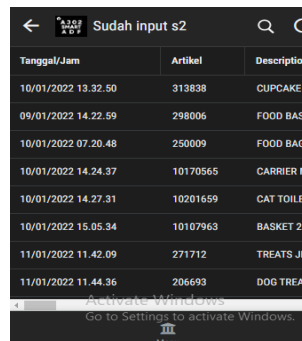 A302 SMART ADF Sudah input s2
Tanggal/Jam Artikel Descriptio
10/01/2022 13.32.50 313838 CUPCAKE
09/01/2022 14.22.59 298006 FOOD BAS
10/01/2022 07.20.48 250009 FOOD BAG
10/01/2022 14.24.37 10170565 CARRIER
10/01/2022 14.27.31 10201659 CAT TOILE
10/01/2022 15.05.34 10107963 BASKET 2
11/01/2022 11.42.09 271712 TREATS J
11/01/2022 11.44.36 206693 DOG TREA
Activate Windows
Go to Settings to activate Windows.